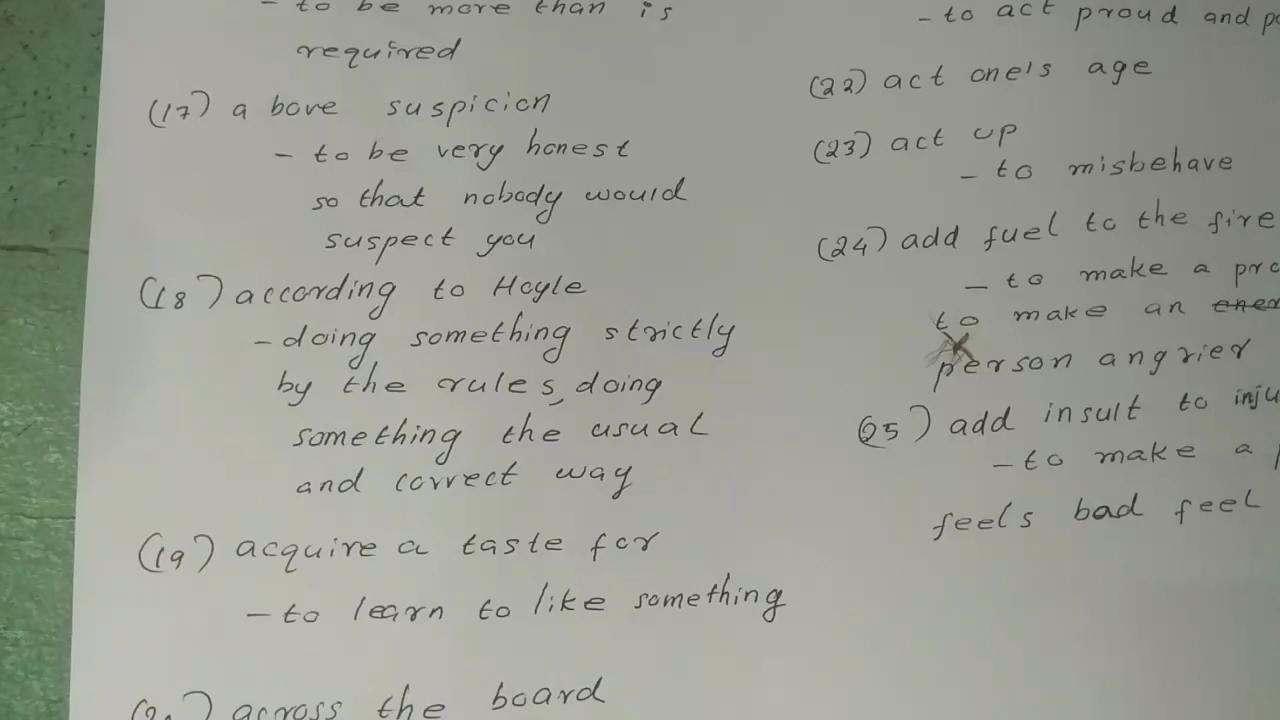 - to be more than is
required
(17) a bove suspicion
- to be very honest
so that nobody would
suspect you
(18) according to Hoyle
- doing something strictly
by the rules, doing
something the usual
and correct way
(19) acquire a taste for
- to learn to like something
across the board
- to act proud and
(22) act one's age
(23) act up
- to misbehave
(24) add fuel to the fire
- to make a
to make an
person angrier
(25) add insult to
- to make a
feels bad feel